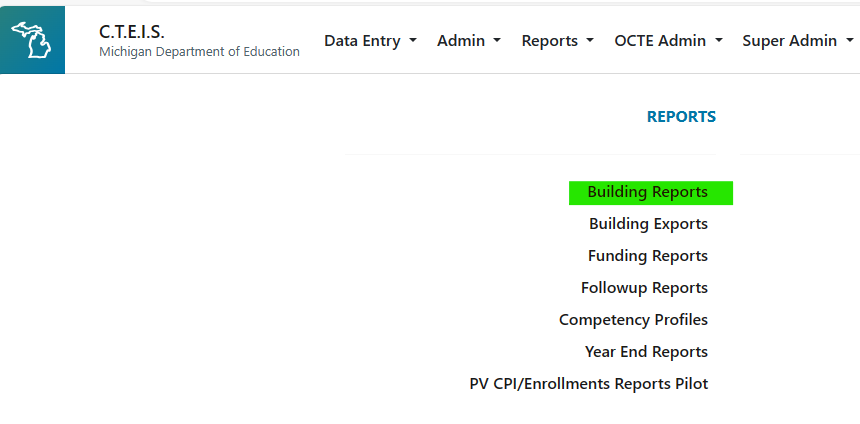 C.T.E.I.S.
Michigan Department of Education
Data Entry Admin Reports OCTE Admin Super Admin
REPORTS
Building Reports
Building Exports
Funding Reports
Followup Reports
Competency Profiles
Year End Reports
PV CPI/Enrollments Reports Pilot